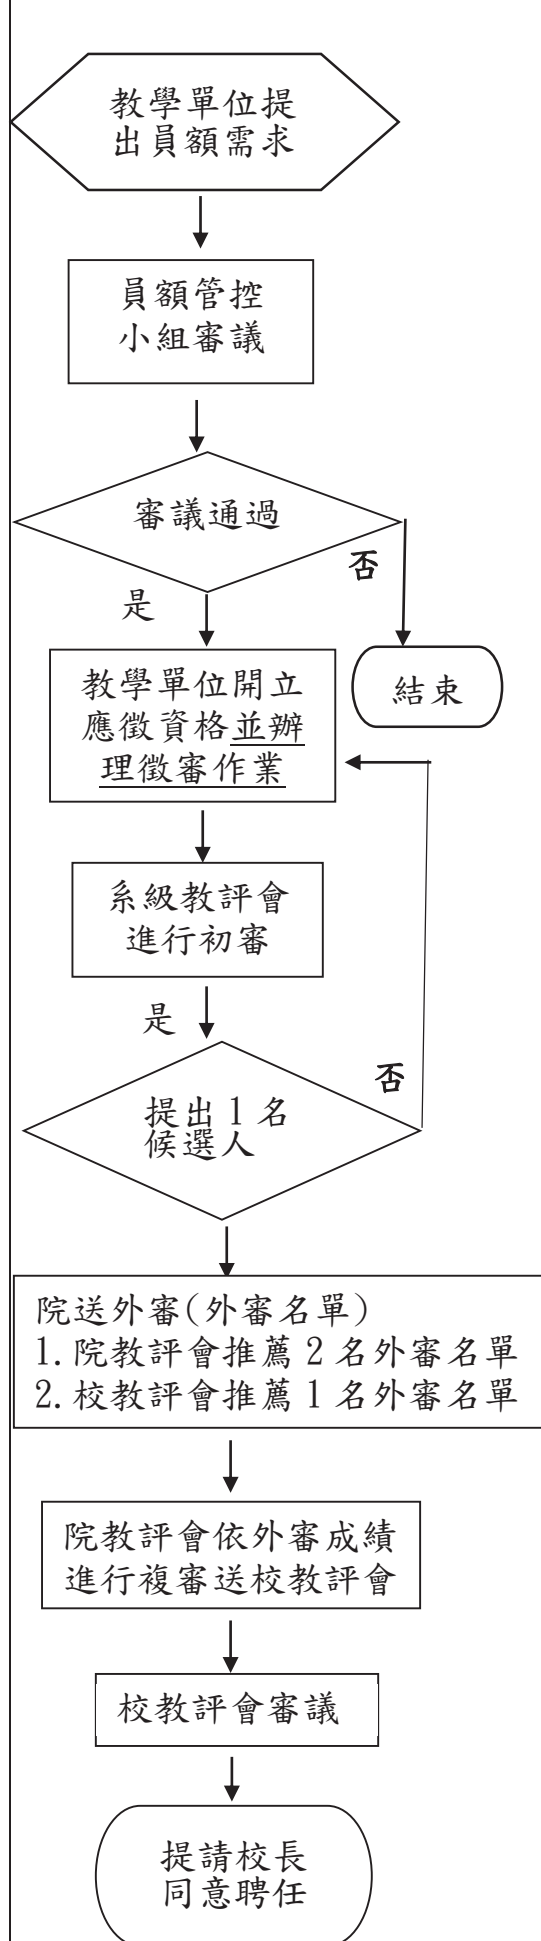 教學單位提
出員額需求
員額管控
小組審議
審議通過
否
是
結束
教學單位開立
應徵資格並辦
理徵審作業
系級教評會
進行初審
是
否
提出1名
候選人
院送外審(外審名單)
1.院教評會推薦2名外審名單
2.校教評會推薦1名外審名單
院教評會依外審成績
進行複審送校教評會
校教評會審議
提請校長
同意聘任